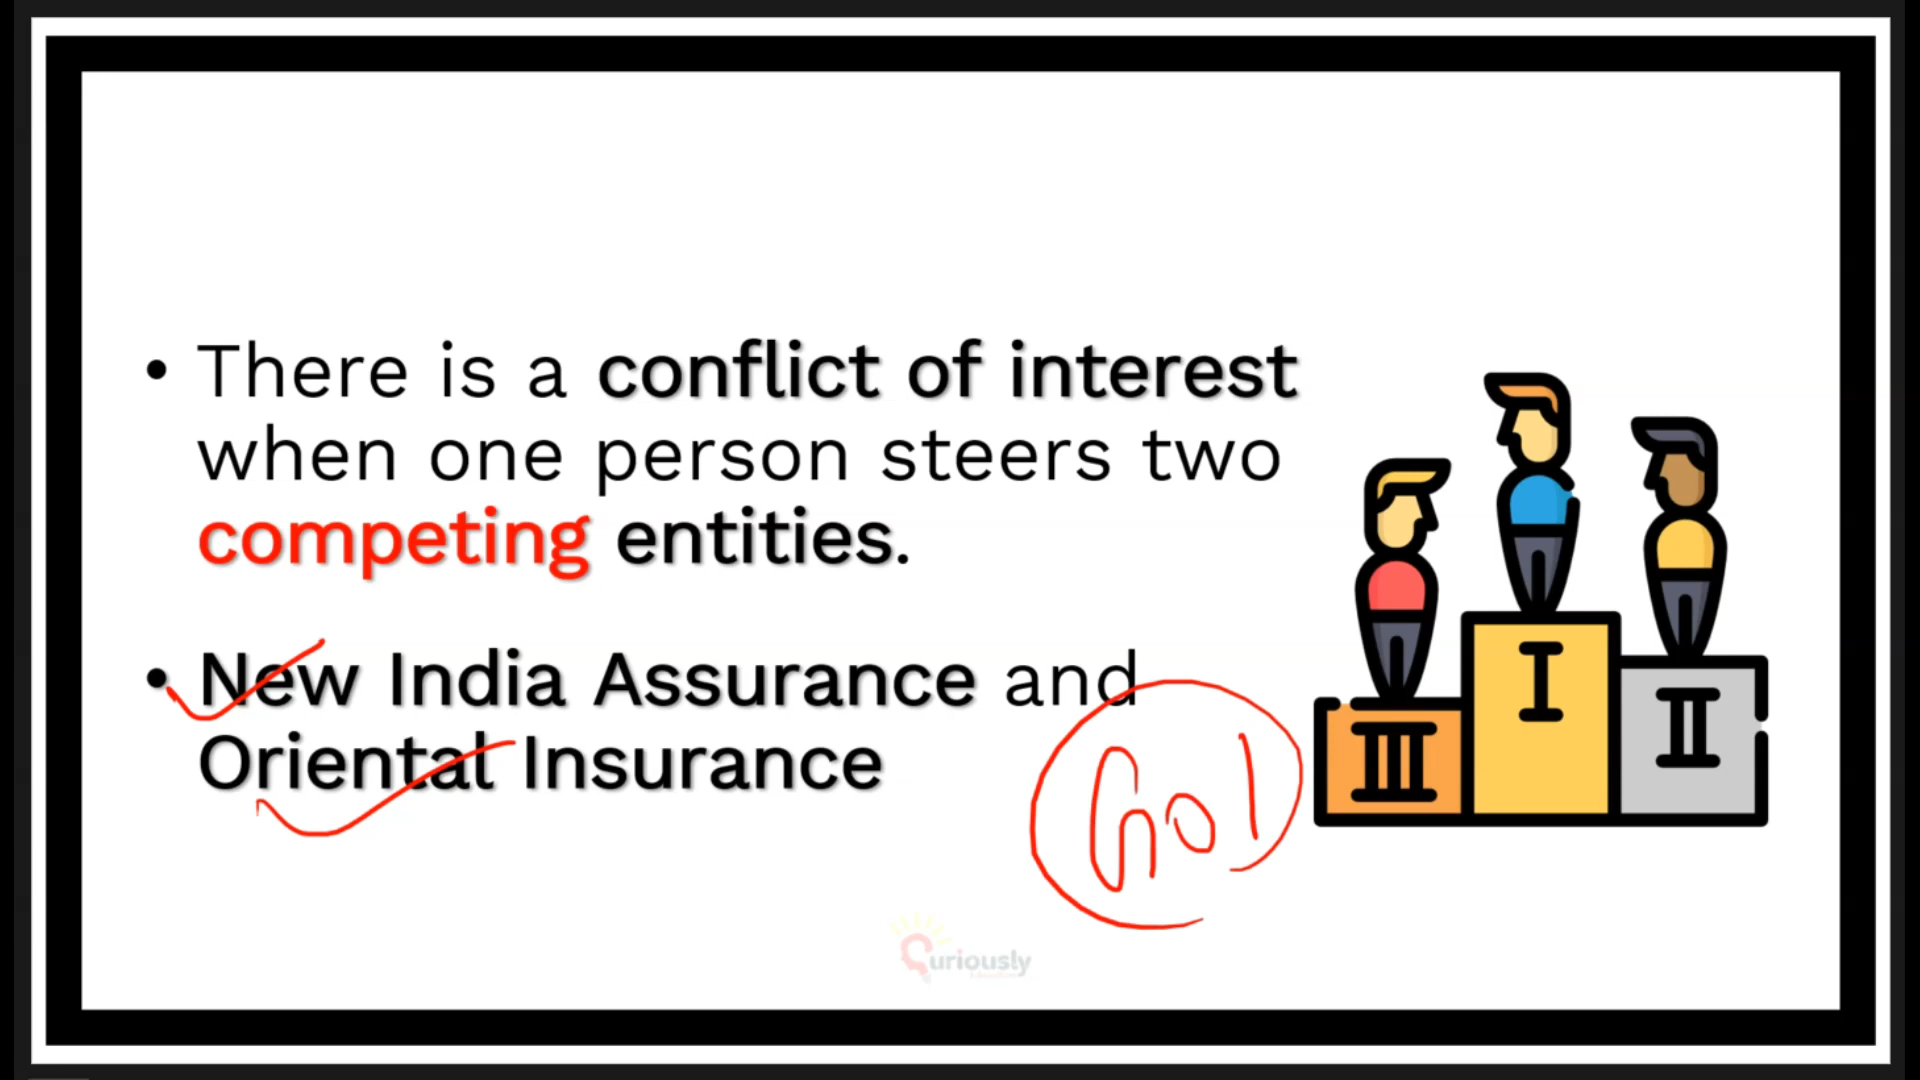 • There is a conflict of interest
when one person steers two
competing entities.
• New India Assurance and
Oriental Insurance
GOI
III
I
II
Curiously